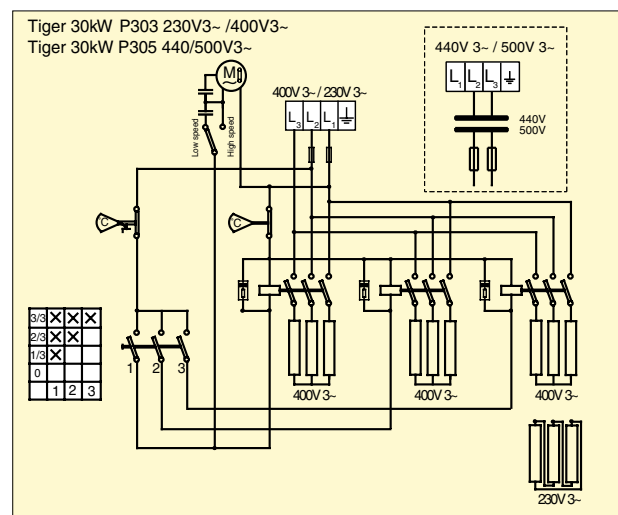 Tiger 30kW P303 230V3~ /400V3~
Tiger 30kW P305 440/500V3~
440V 3~ / 500V 3~
L1 L2 L3
440V
500V
M
400V 3~ / 230V 3~
L3 L2 L1
Low speed
High speed
°C
°C
3/3
2/3
1/3
0
1 2 3
1 2 3
400V 3~
400V 3~
400V 3~
230V 3~